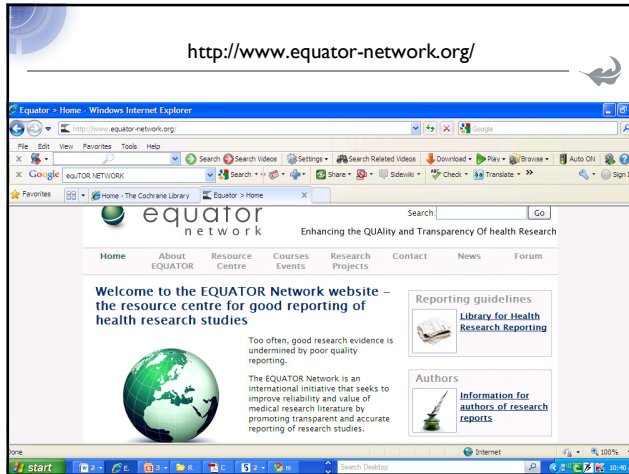 http://www.equator-network.org/
Equator > Home - Windows Internet Explorer
http://www.equator-network.org/
Google
File Edit View Favorites Tools Help
Search Search Videos Settings Search Related Videos Download Play Browse Auto ON
Google equTOR NETWORK Search Share Sidewiki Check Translate Sign I
Favorites Home - The Cochrane Library Equator > Home
equator
network
Search: Go
Enhancing the QUAlity and Transparency Of health Research
Home About EQUATOR Resource Centre Courses Events Research Projects Contact News Forum
Welcome to the EQUATOR Network website –
the resource centre for good reporting of
health research studies
Too often, good research evidence is
undermined by poor quality
reporting.
The EQUATOR Network is an
international initiative that seeks to
improve reliability and value of
medical research literature by
promoting transparent and accurate
reporting of research studies.
Reporting guidelines
Library for Health
Research Reporting
Authors
Information for
authors of research
reports
Done Internet 100%
start 2 E. 3 R C 5 2 m Search Desktop 10:40